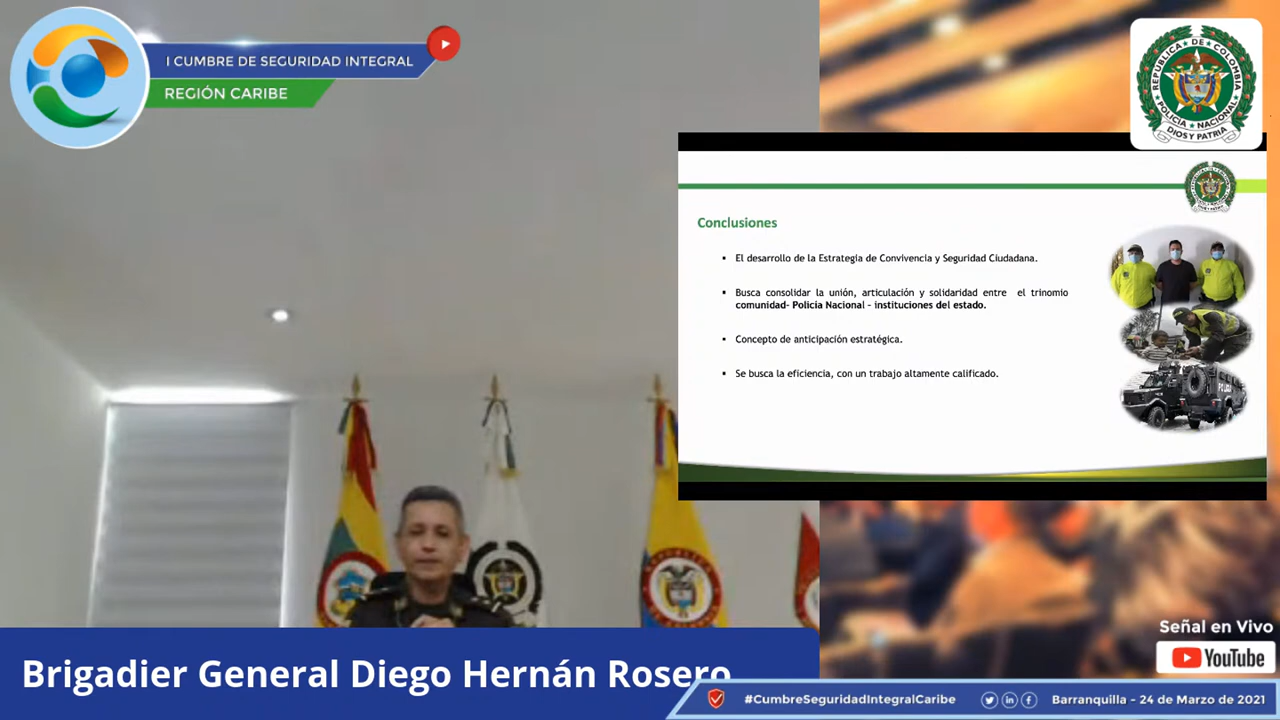 I CUMBRE DE SEGURIDAD INTEGRAL
REGIÓN CARIBE
REPÚBLICA DE COLOMBIA
POLICÍA NACIONAL
DIOS Y PATRIA
Conclusiones
▪ El desarrollo de la Estrategia de Convivencia y Seguridad Ciudadana.
▪ Busca consolidar la unión, articulación y solidaridad entre el trinomio
comunidad- Policía Nacional - instituciones del estado.
▪ Concepto de anticipación estratégica.
▪ Se busca la eficiencia, con un trabajo altamente calificado.
Señal en Vivo
YouTube
Brigadier General Diego Hernán Rosero
#CumbreSeguridadIntegralCaribe
Barranquilla - 24 de Marzo de 2021